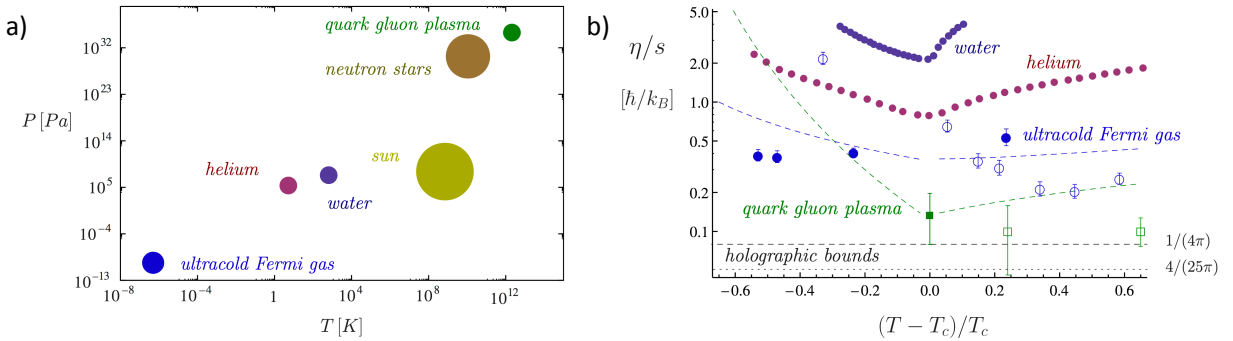 a)
quark gluon plasma
10^32
neutron stars
10^23
P [Pa]
10^14
sun
helium
10^5
water
10^-4
ultracold Fermi gas
10^-13
10^-8
10^-4
1
10^4
10^8
10^12
T [K]
b)
5.0
η/s
water
2.0
helium
[ħ/k_B]
1.0
ultracold Fermi gas
0.5
0.2
quark gluon plasma
0.1
1/(4π)
holographic bounds
4/(25π)
−0.6
−0.4
−0.2
0.0
0.2
0.4
0.6
(T − T_c)/T_c